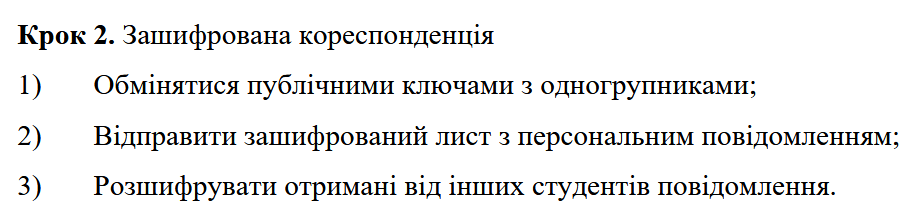 Крок 2. Зашифрована кореспонденція
1) Обмінятися публічними ключами з одногрупниками;
2) Відправити зашифрований лист з персональним повідомленням;
3) Розшифрувати отримані від інших студентів повідомлення.